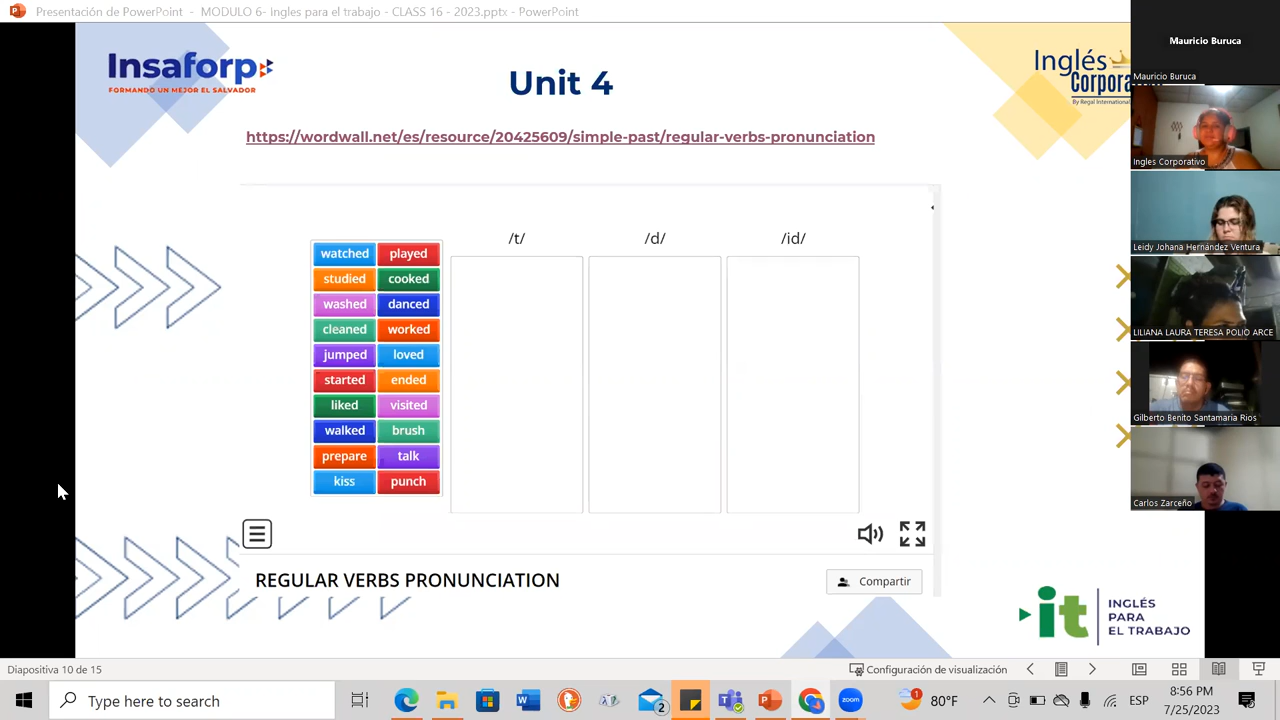 Presentación de PowerPoint - MODULO 6- ingles para el trabajo - CLASS 16 - 2023.pptx - PowerPoint
Insaforp
FORMANDO UN MEJOR EL SALVADOR
Unit 4
Inglés
Corporativo
By Regal International
https://wordwall.net/es/resource/20425609/simple-past/regular-verbs-pronunciation
/t/ /d/ /id/
watched played
studied cooked
washed danced
cleaned worked
jumped loved
started ended
liked visited
walked brush
prepare talk
kiss punch
REGULAR VERBS PRONUNCIATION
Compartir
it INGLÉS
PARA
EL TRABAJO
Mauricio Buruca
Mauricio Buruca
Ingles Corporativo
Leidy Johana Hernández Ventura
LILIANA LAURA TERESA POLIO ARCE
Gilberto Benito Santamaria Rios
Carlos Zarceño
Diapositiva 10 de 15
Configuración de visualización
Type here to search
2
1
80°F
ESP
8:56 PM
7/25/2023